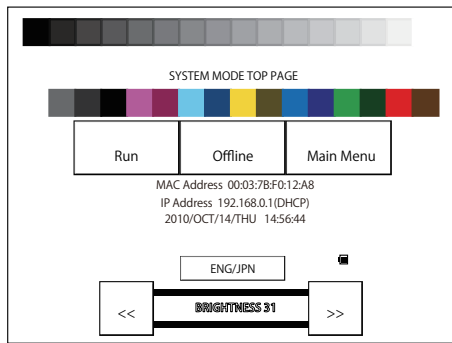 SYSTEM MODE TOP PAGE
Run Offline Main Menu
MAC Address 00:03:7B:F0:12:A8
IP Address 192.168.0.1(DHCP)
2010/OCT/14/THU 14:56:44
ENG/JPN
<< BRIGHTNESS 31 >>